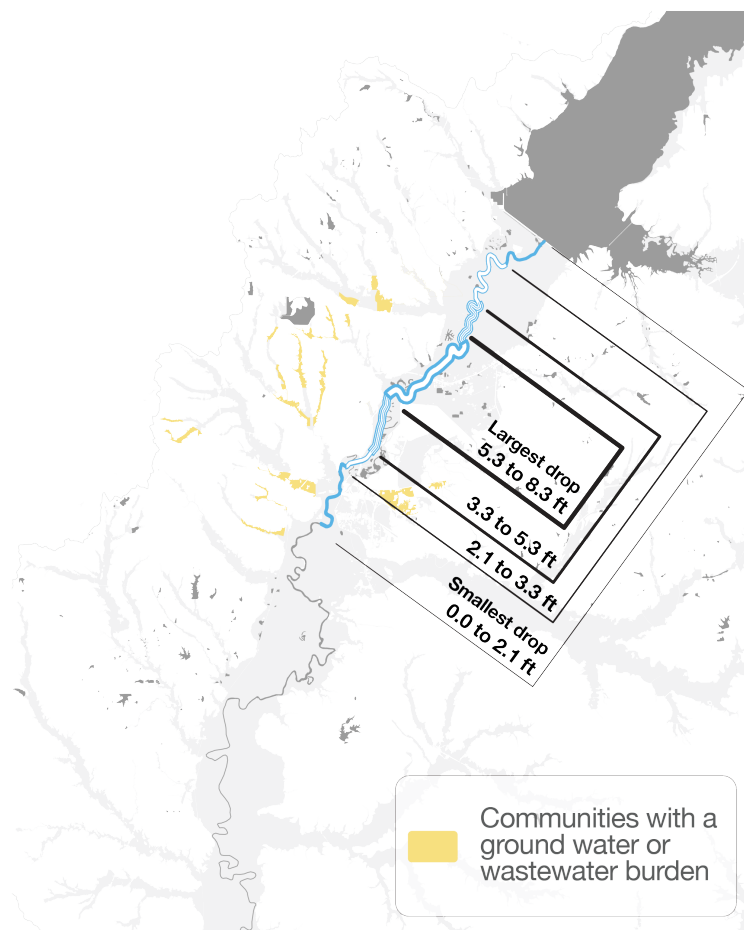 Largest drop
5.3 to 8.3 ft
3.3 to 5.3 ft
2.1 to 3.3 ft
Smallest drop
0.0 to 2.1 ft
Communities with a
ground water or
wastewater burden